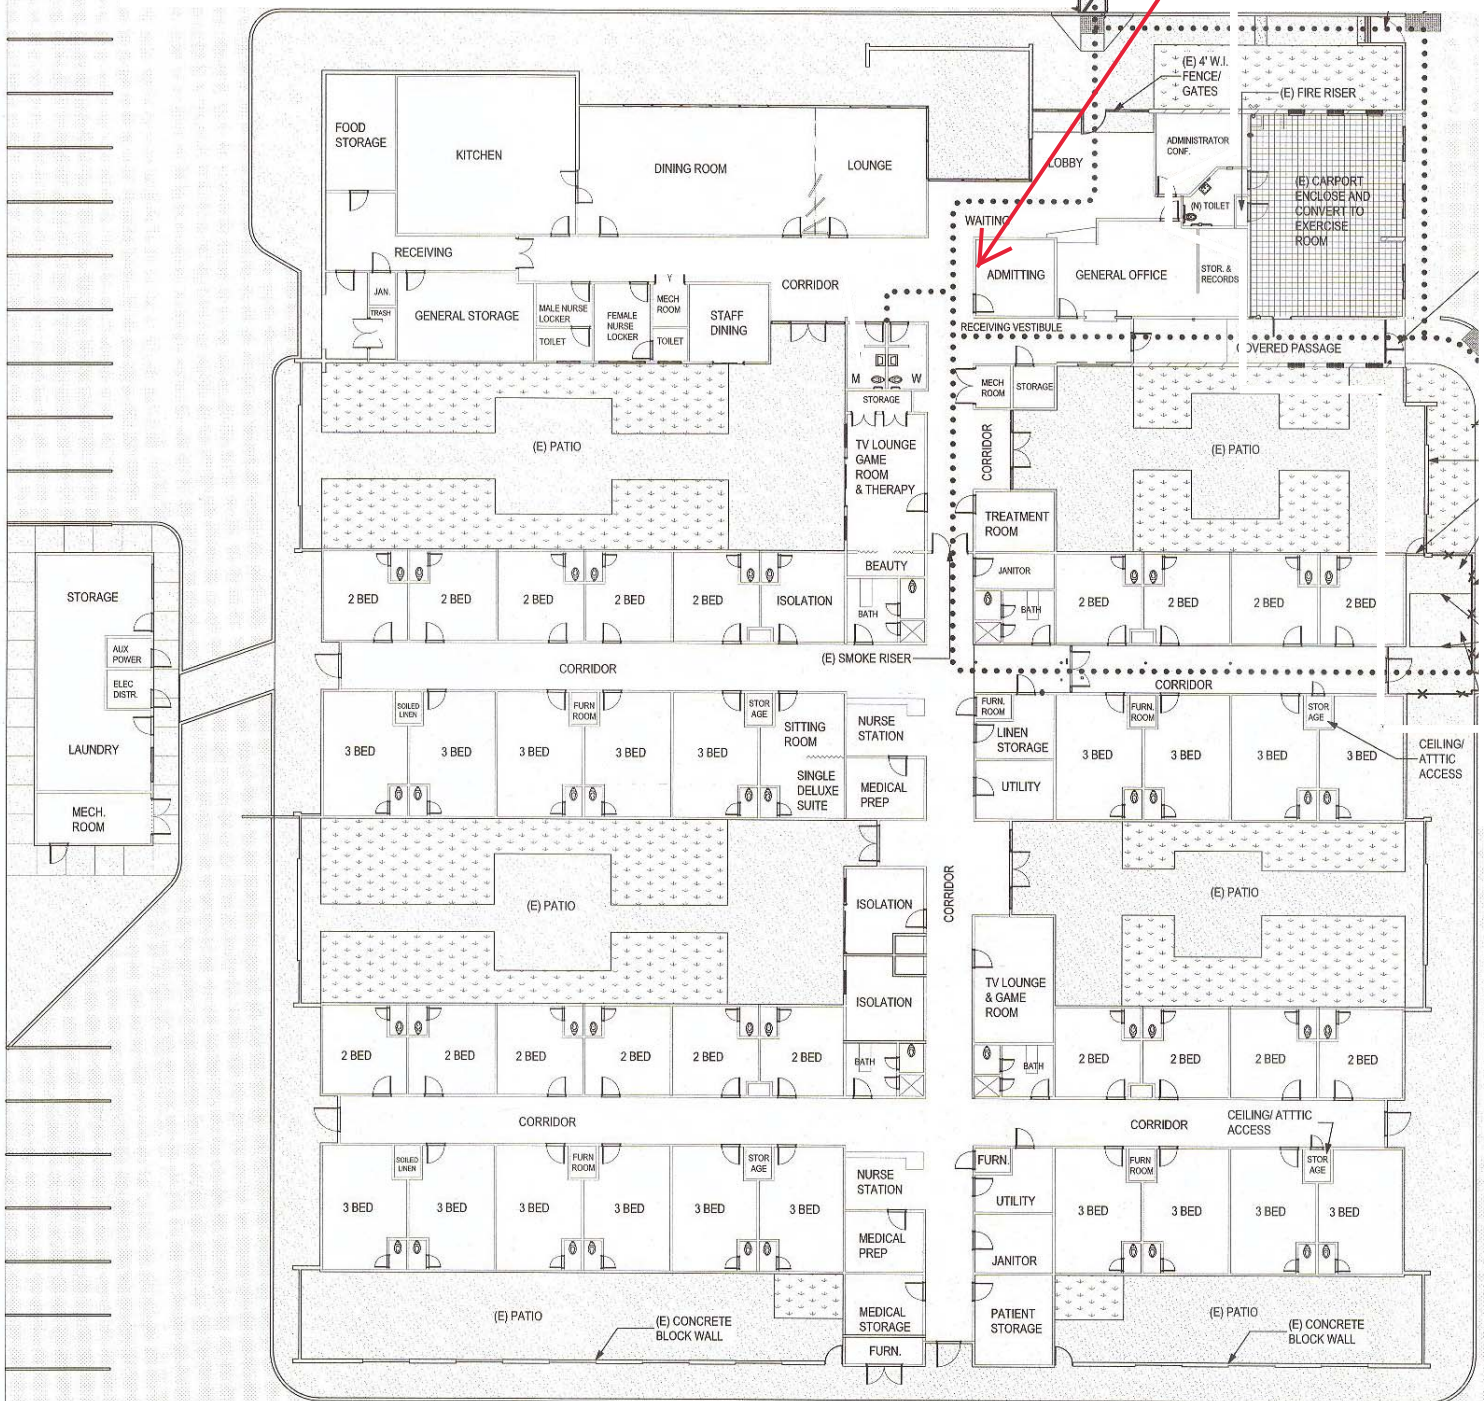 (E) 4' W.I.
FENCE/
GATES
(E) FIRE RISER
FOOD
STORAGE
KITCHEN
DINING ROOM
LOUNGE
LOBBY
ADMINISTRATOR
CONF.
(E) CARPORT
ENCLOSE AND
CONVERT TO
EXERCISE
ROOM
(N) TOILET
WAITING
RECEIVING
CORRIDOR
ADMITTING
GENERAL OFFICE
STOR. &
RECORDS
JAN.
TRASH
GENERAL STORAGE
MALE NURSE
LOCKER
TOILET
FEMALE
NURSE
LOCKER
MECH
ROOM
TOILET
STAFF
DINING
RECEIVING VESTIBULE
COVERED PASSAGE
M
W
STORAGE
MECH
ROOM
STORAGE
(E) PATIO
TV LOUNGE
GAME
ROOM
& THERAPY
CORRIDOR
(E) PATIO
TREATMENT
ROOM
BEAUTY
JANITOR
STORAGE
AUX
POWER
ELEC
DISTR.
LAUNDRY
MECH.
ROOM
2 BED
2 BED
2 BED
2 BED
2 BED
ISOLATION
BATH
BATH
2 BED
2 BED
2 BED
2 BED
CORRIDOR
(E) SMOKE RISER
CORRIDOR
SOILED
LINEN
FURN
ROOM
STOR
AGE
3 BED
3 BED
3 BED
3 BED
3 BED
SITTING
ROOM
SINGLE
DELUXE
SUITE
NURSE
STATION
MEDICAL
PREP
FURN.
ROOM
LINEN
STORAGE
UTILITY
FURN.
ROOM
STOR
AGE
3 BED
3 BED
3 BED
3 BED
CEILING/
ATTTIC
ACCESS
(E) PATIO
ISOLATION
CORRIDOR
(E) PATIO
ISOLATION
TV LOUNGE
& GAME
ROOM
2 BED
2 BED
2 BED
2 BED
2 BED
2 BED
BATH
BATH
2 BED
2 BED
2 BED
2 BED
CORRIDOR
CORRIDOR
CEILING/ ATTTIC
ACCESS
SOILED
LINEN
FURN
ROOM
STOR
AGE
3 BED
3 BED
3 BED
3 BED
3 BED
3 BED
NURSE
STATION
MEDICAL
PREP
FURN.
UTILITY
JANITOR
FURN
ROOM
STOR
AGE
3 BED
3 BED
3 BED
3 BED
(E) PATIO
(E) CONCRETE
BLOCK WALL
MEDICAL
STORAGE
FURN.
PATIENT
STORAGE
(E) PATIO
(E) CONCRETE
BLOCK WALL